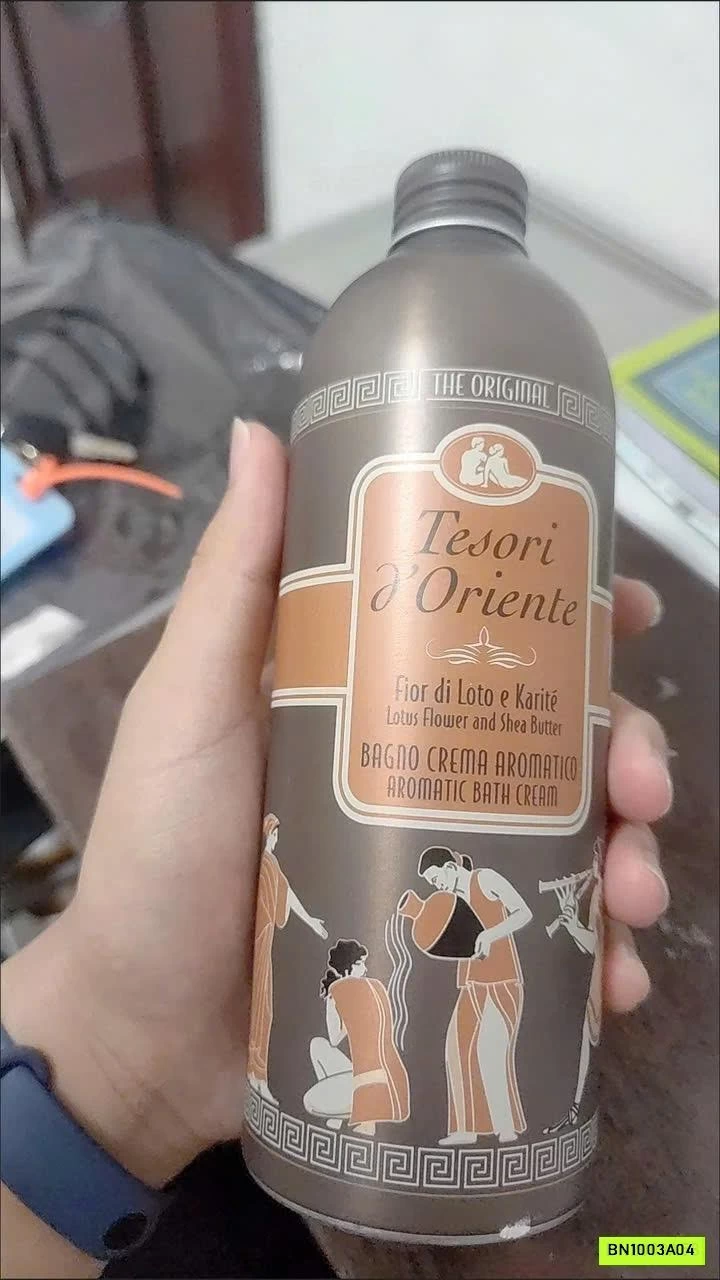 THE ORIGINAL
Tesori
d'Oriente
Fior di Loto e Karité
Lotus Flower and Shea Butter
BAGNO CREMA AROMATICO
AROMATIC BATH CREAM
BN1003A04